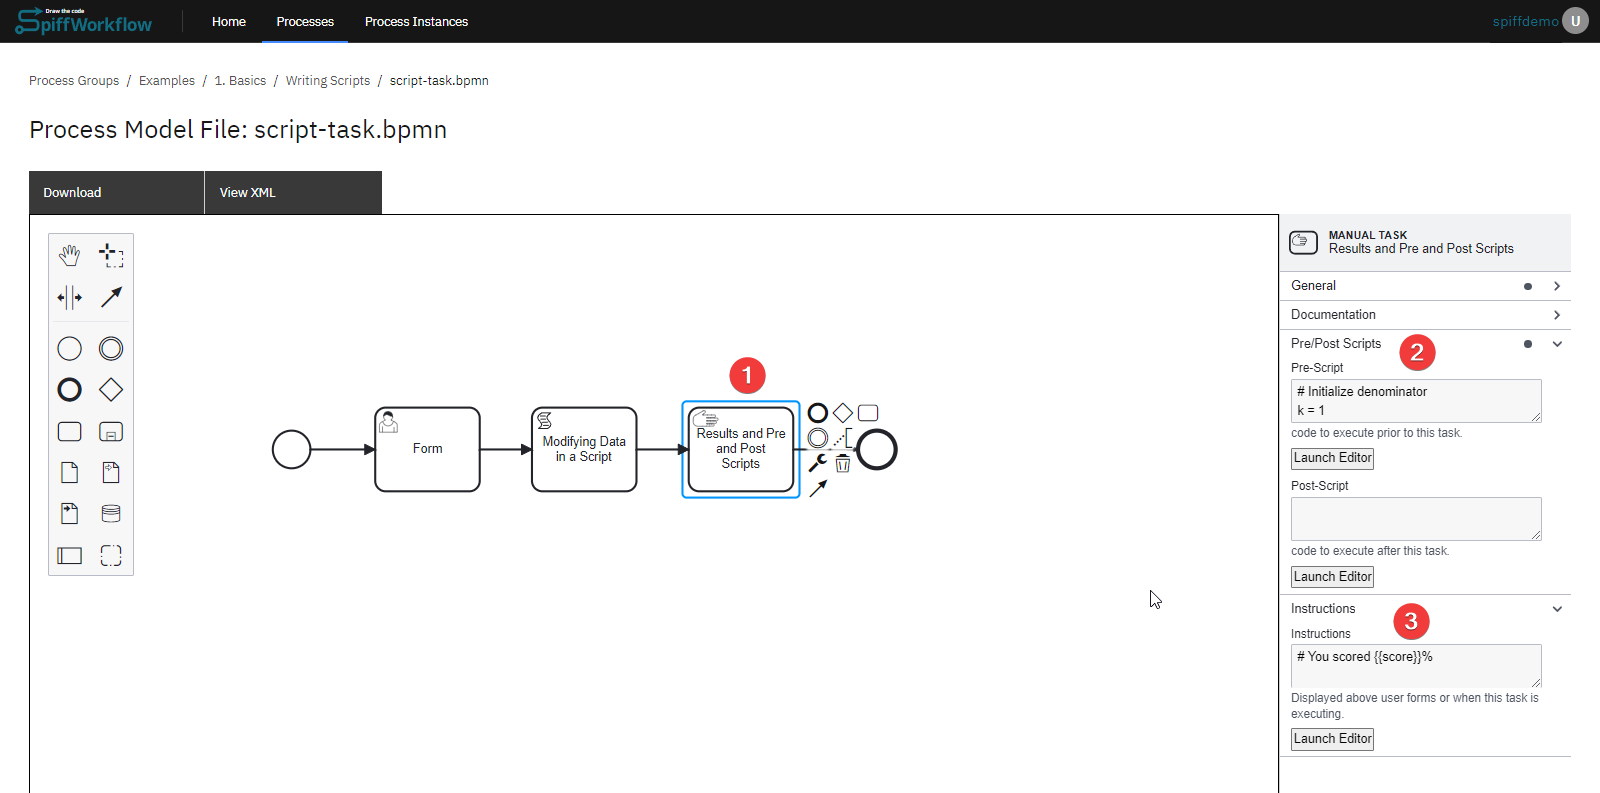 Draw the code
SpiffWorkflow
Home
Processes
Process Instances
spiffdemo
U
Process Groups / Examples / 1. Basics / Writing Scripts / script-task.bpmn
Process Model File: script-task.bpmn
Download
View XML
Form
Modifying Data
in a Script
1
Results and Pre
and Post
Scripts
MANUAL TASK
Results and Pre and Post Scripts
General
Documentation
Pre/Post Scripts
2
Pre-Script
# Initialize denominator
k = 1
code to execute prior to this task.
Launch Editor
Post-Script
code to execute after this task.
Launch Editor
Instructions
3
Instructions
# You scored {{score}}%
Displayed above user forms or when this task is
executing.
Launch Editor